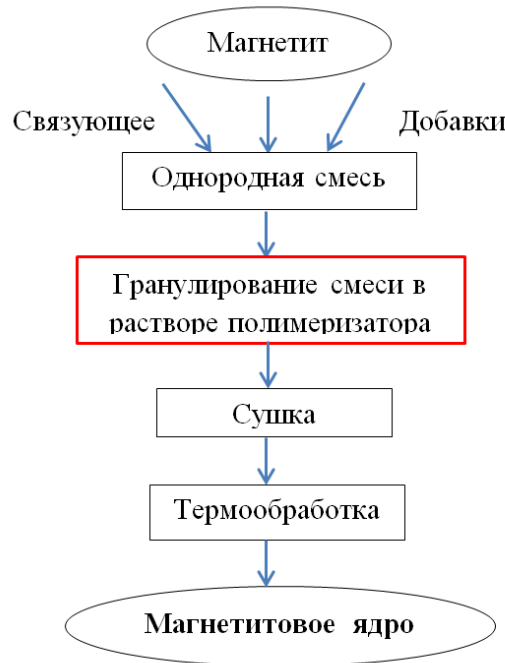 Магнетит
Связующее
Добавки
Однородная смесь
Гранулирование смеси в
растворе полимеризатора
Сушка
Термообработка
Магнетитовое ядро